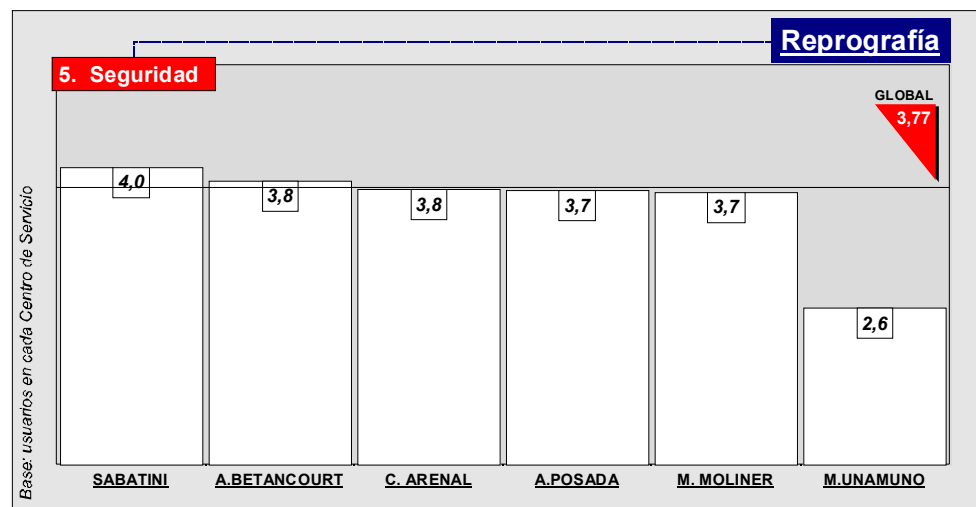 Reprografía
5. Seguridad
GLOBAL
3,77
4,0
3,8
3,8
3,7
3,7
2,6
Base: usuarios en cada Centro de Servicio
SABATINI
A.BETANCOURT
C. ARENAL
A.POSADA
M. MOLINER
M.UNAMUNO